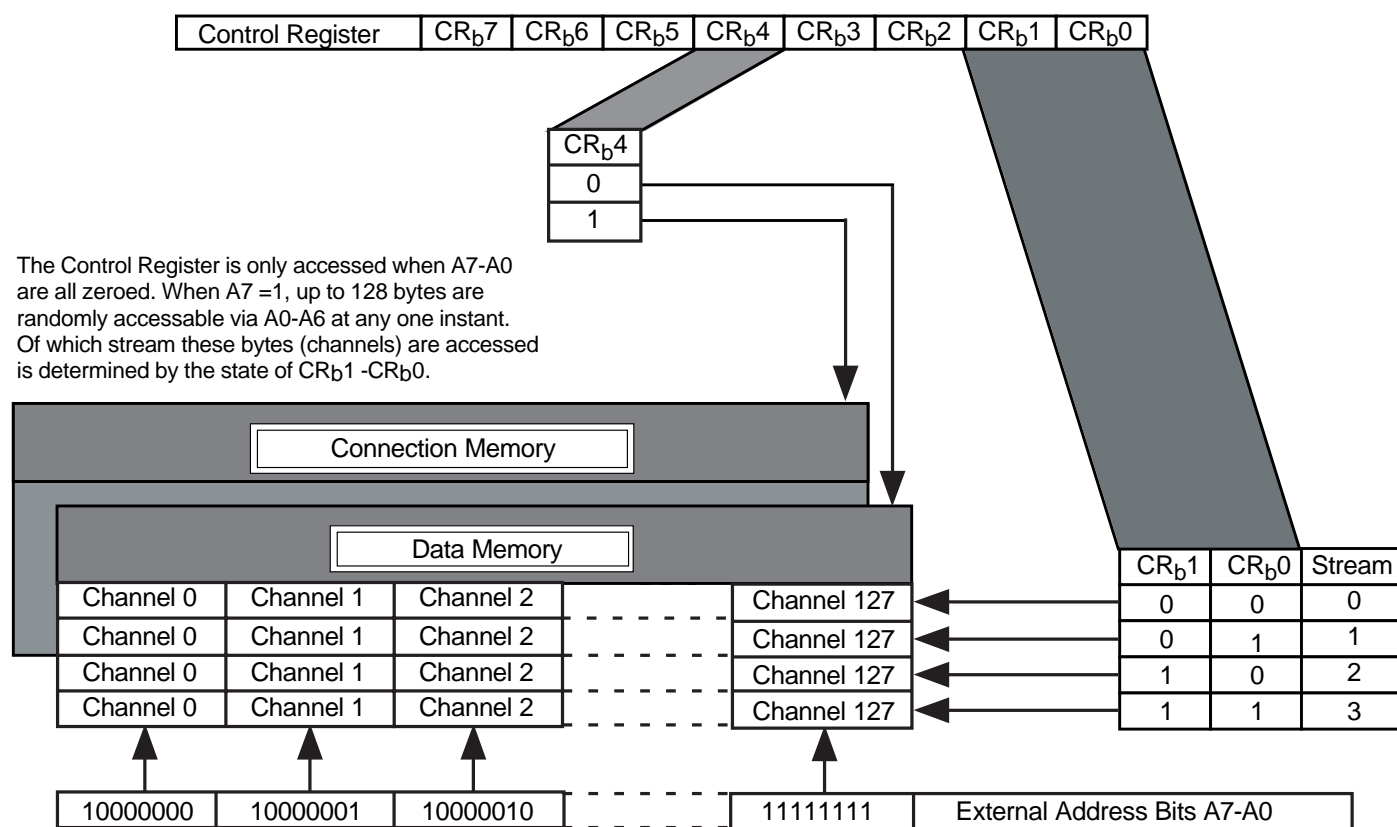 Control Register CRb7 CRb6 CRb5 CRb4 CRb3 CRb2 CRb1 CRb0
CRb4
0
1
The Control Register is only accessed when A7-A0
are all zeroed. When A7 =1, up to 128 bytes are
randomly accessable via A0-A6 at any one instant.
Of which stream these bytes (channels) are accessed
is determined by the state of CRb1 -CRb0.
Connection Memory
Data Memory
CRb1 CRb0 Stream
Channel 0 Channel 1 Channel 2 Channel 127 0 0 0
Channel 0 Channel 1 Channel 2 Channel 127 0 1 1
Channel 0 Channel 1 Channel 2 Channel 127 1 0 2
Channel 0 Channel 1 Channel 2 Channel 127 1 1 3
10000000 10000001 10000010 11111111 External Address Bits A7-A0